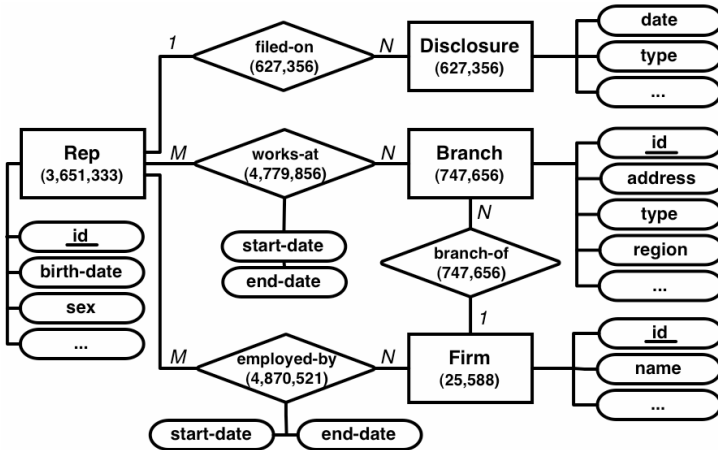 1
filed-on
(627,356)
N
Disclosure
(627,356)
date
type
...
Rep
(3,651,333)
M
works-at
(4,779,856)
N
Branch
(747,656)
id
address
type
region
...
id
birth-date
sex
...
start-date
end-date
N
branch-of
(747,656)
1
M
employed-by
(4,870,521)
N
Firm
(25,588)
id
name
...
start-date
end-date